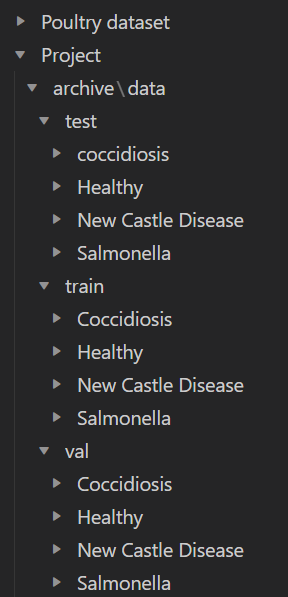 Poultry dataset
Project
archive\data
test
coccidiosis
Healthy
New Castle Disease
Salmonella
train
Coccidiosis
Healthy
New Castle Disease
Salmonella
val
Coccidiosis
Healthy
New Castle Disease
Salmonella